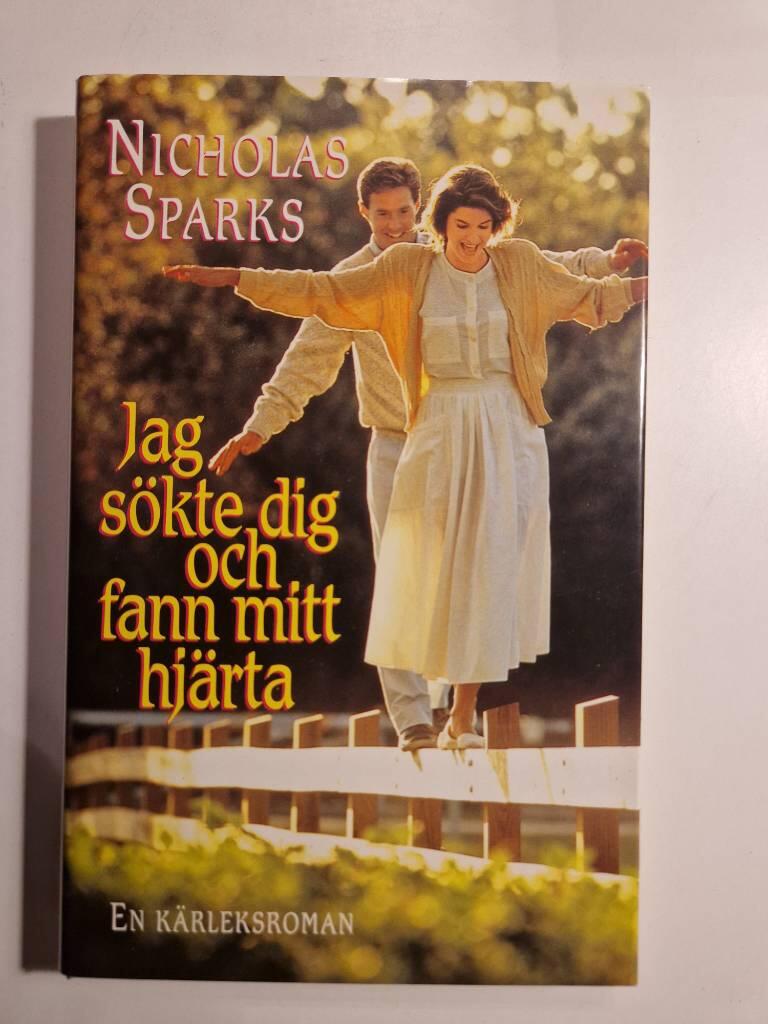 NICHOLAS
SPARKS
Jag
sökte dig
och
fann mitt
hjärta
EN KÄRLEKSROMAN